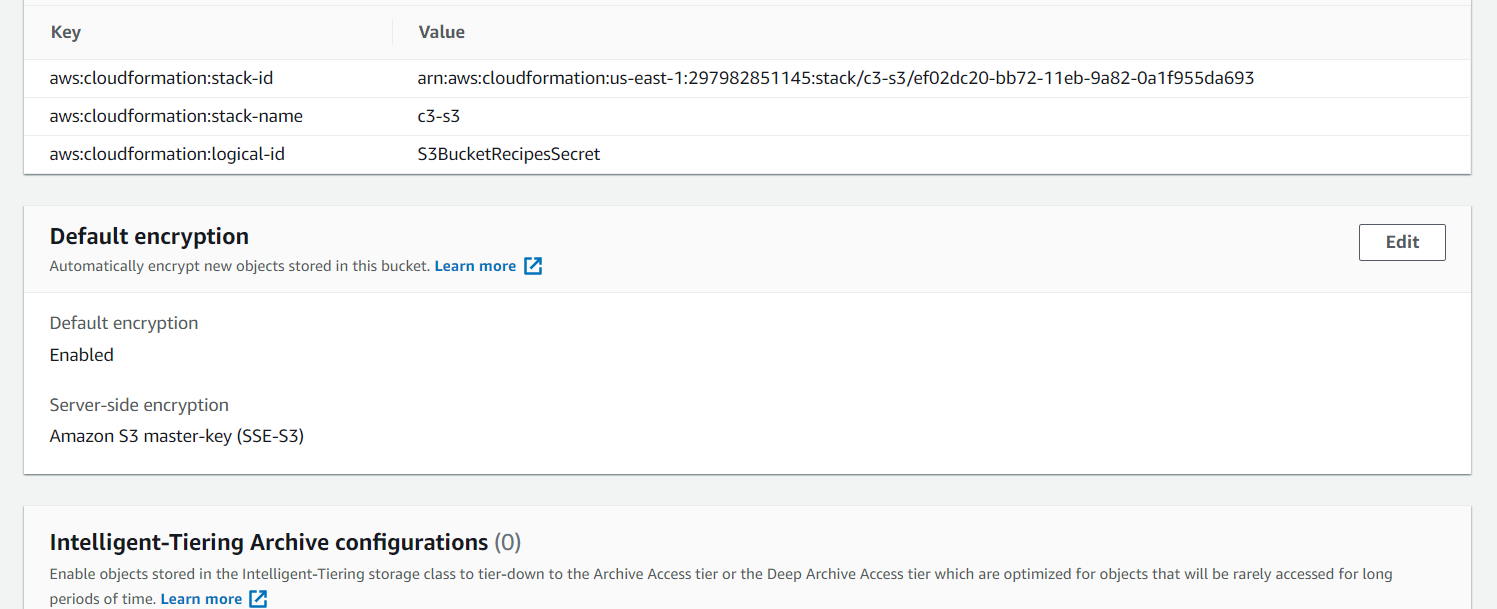 Key Value
aws:cloudformation:stack-id arn:aws:cloudformation:us-east-1:297982851145:stack/c3-s3/ef02dc20-bb72-11eb-9a82-0a1f955da693
aws:cloudformation:stack-name c3-s3
aws:cloudformation:logical-id S3BucketRecipesSecret
Default encryption
Edit
Automatically encrypt new objects stored in this bucket. Learn more
Default encryption
Enabled
Server-side encryption
Amazon S3 master-key (SSE-S3)
Intelligent-Tiering Archive configurations (0)
Enable objects stored in the Intelligent-Tiering storage class to tier-down to the Archive Access tier or the Deep Archive Access tier which are optimized for objects that will be rarely accessed for long
periods of time. Learn more